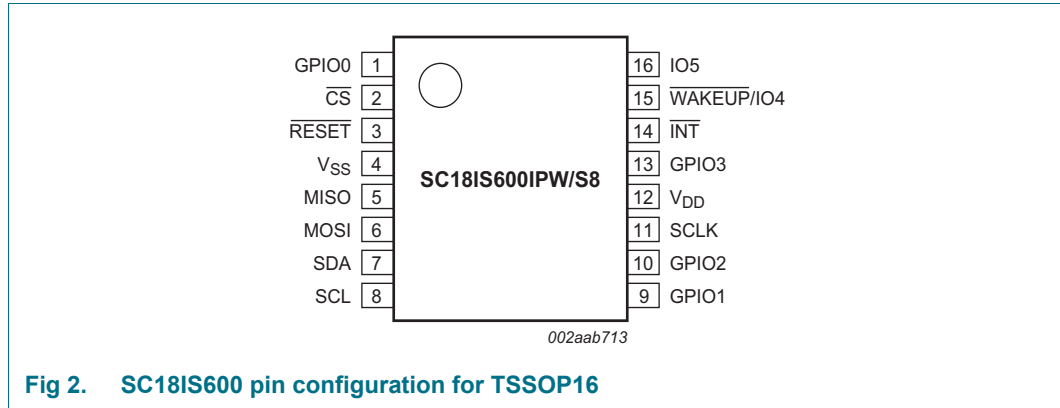 GPIO0 1
CS 2
RESET 3
VSS 4
MISO 5
MOSI 6
SDA 7
SCL 8
SC18IS600IPW/S8
16 IO5
15 WAKEUP/IO4
14 INT
13 GPIO3
12 VDD
11 SCLK
10 GPIO2
9 GPIO1
002aab713
Fig 2. SC18IS600 pin configuration for TSSOP16